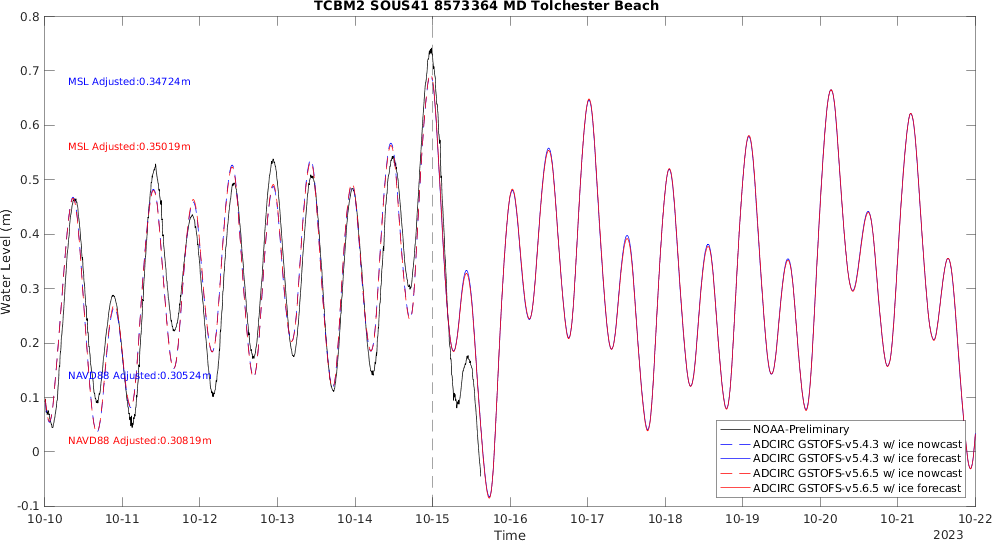 TCBM2 SOUS41 8573364 MD Tolchester Beach
Water Level (m)
0.8
0.7
0.6
0.5
0.4
0.3
0.2
0.1
0
-0.1
MSL Adjusted:0.34724m
MSL Adjusted:0.35019m
NAVD88 Adjusted:0.30524m
NAVD88 Adjusted:0.30819m
NOAA-Preliminary
ADCIRC GSTOFS-v5.4.3 w/ ice nowcast
ADCIRC GSTOFS-v5.4.3 w/ ice forecast
ADCIRC GSTOFS-v5.6.5 w/ ice nowcast
ADCIRC GSTOFS-v5.6.5 w/ ice forecast
10-10 10-11 10-12 10-13 10-14 10-15 10-16 10-17 10-18 10-19 10-20 10-21 10-22
Time
2023